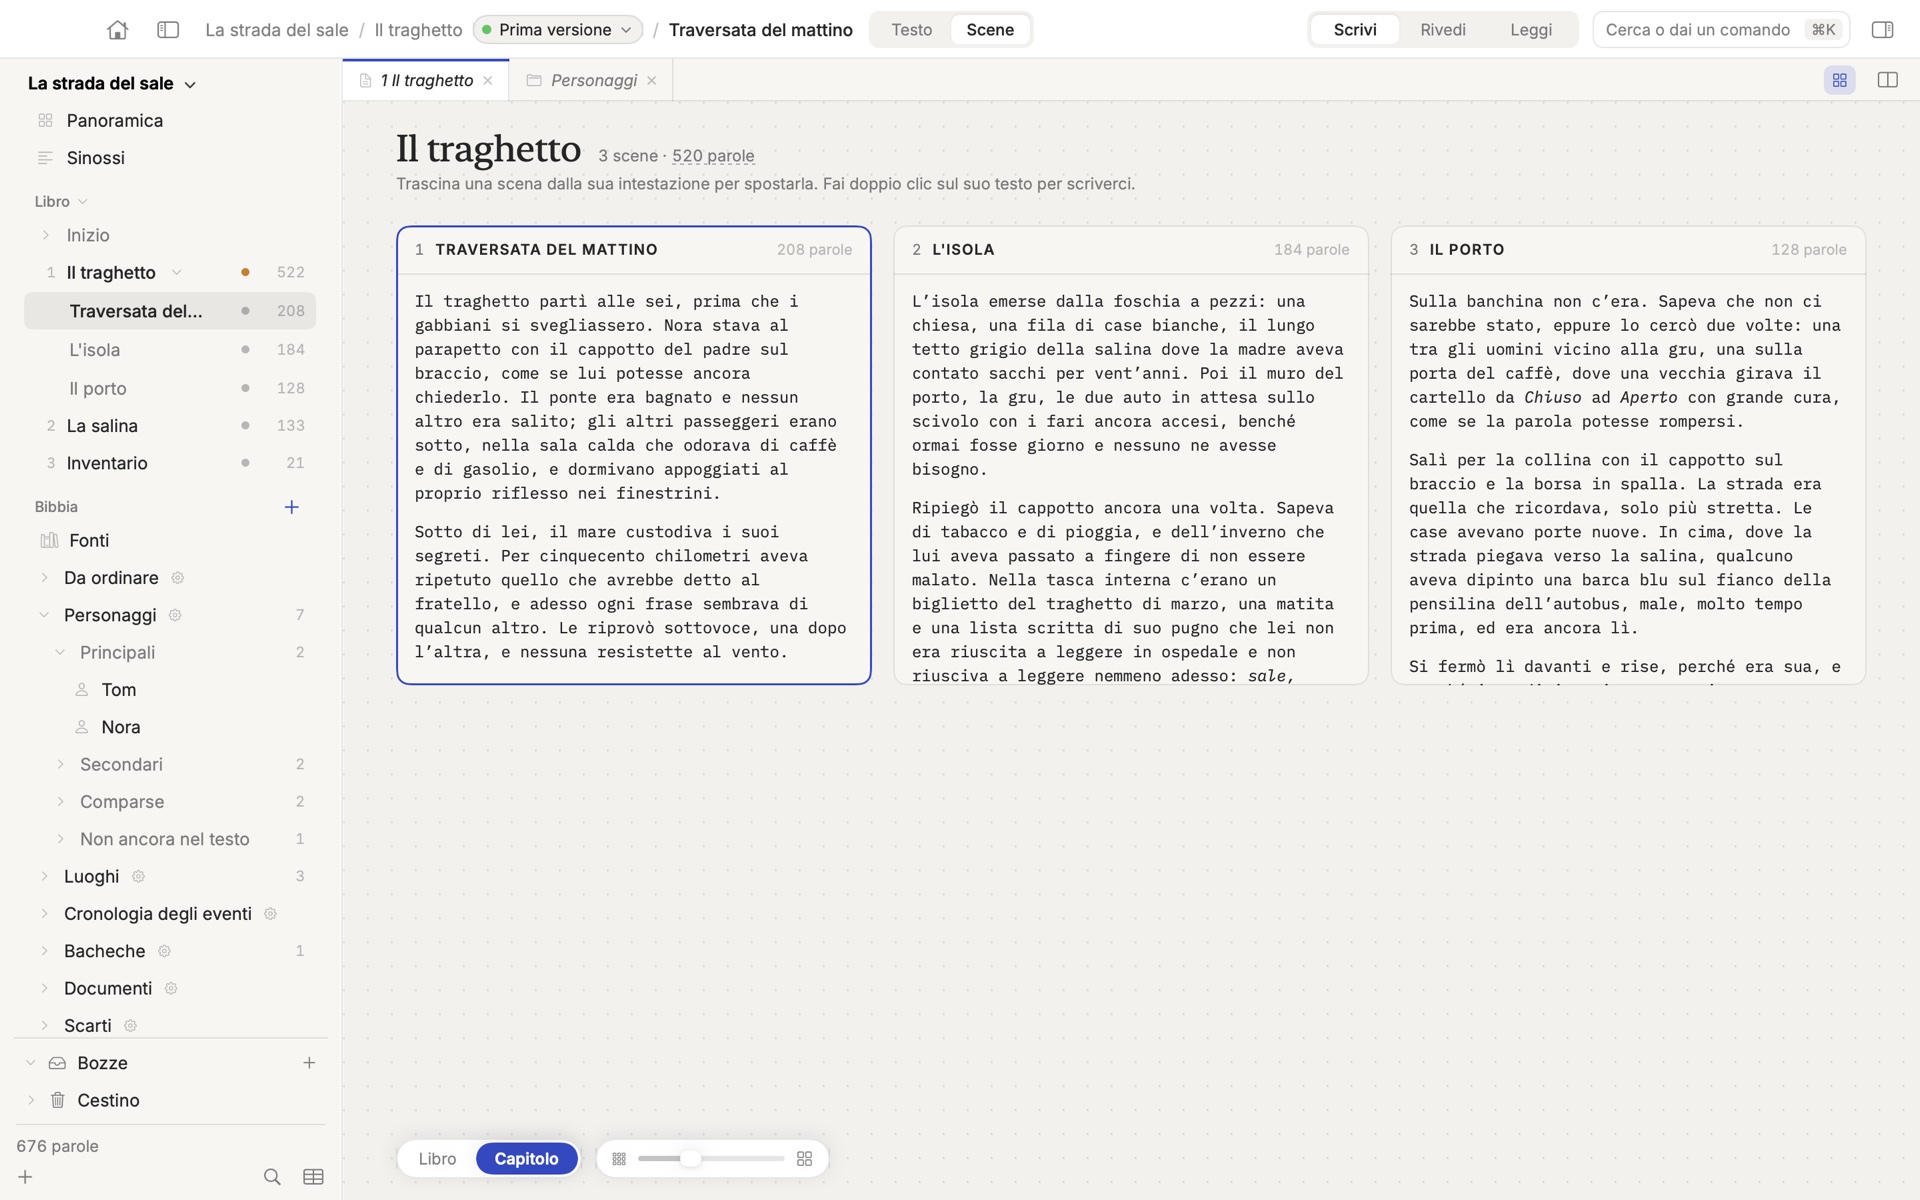 La strada del sale / Il traghetto Prima versione / Traversata del mattino Testo Scene Scrivi Rivedi Leggi Cerca o dai un comando ⌘K
La strada del sale
Panoramica
Sinossi
Libro
Inizio
1 Il traghetto 522
Traversata del... 208
L'isola 184
Il porto 128
2 La salina 133
3 Inventario 21
Bibbia
Fonti
Da ordinare
Personaggi 7
Principali 2
Tom
Nora
Secondari 2
Comparse 2
Non ancora nel testo 1
Luoghi 3
Cronologia degli eventi
Bacheche 1
Documenti
Scarti
Bozze
Cestino
676 parole
1 Il traghetto Personaggi
Il traghetto 3 scene · 520 parole
Trascina una scena dalla sua intestazione per spostarla. Fai doppio clic sul suo testo per scriverci.
1 TRAVERSATA DEL MATTINO 208 parole
Il traghetto partì alle sei, prima che i
gabbiani si svegliassero. Nora stava al
parapetto con il cappotto del padre sul
braccio, come se lui potesse ancora
chiederlo. Il ponte era bagnato e nessun
altro era salito; gli altri passeggeri erano
sotto, nella sala calda che odorava di caffè
e di gasolio, e dormivano appoggiati al
proprio riflesso nei finestrini.
Sotto di lei, il mare custodiva i suoi
segreti. Per cinquecento chilometri aveva
ripetuto quello che avrebbe detto al
fratello, e adesso ogni frase sembrava di
qualcun altro. Le riprovò sottovoce, una dopo
l’altra, e nessuna resistette al vento.
2 L'ISOLA 184 parole
L’isola emerse dalla foschia a pezzi: una
chiesa, una fila di case bianche, il lungo
tetto grigio della salina dove la madre aveva
contato sacchi per vent’anni. Poi il muro del
porto, la gru, le due auto in attesa sullo
scivolo con i fari ancora accesi, benché
ormai fosse giorno e nessuno ne avesse
bisogno.
Ripiegò il cappotto ancora una volta. Sapeva
di tabacco e di pioggia, e dell’inverno che
lui aveva passato a fingere di non essere
malato. Nella tasca interna c’erano un
biglietto del traghetto di marzo, una matita
e una lista scritta di suo pugno che lei non
era riuscita a leggere in ospedale e non
riusciva a leggere nemmeno adesso: sale,
3 IL PORTO 128 parole
Sulla banchina non c’era. Sapeva che non ci
sarebbe stato, eppure lo cercò due volte: una
tra gli uomini vicino alla gru, una sulla
porta del caffè, dove una vecchia girava il
cartello da Chiuso ad Aperto con grande cura,
come se la parola potesse rompersi.
Salì per la collina con il cappotto sul
braccio e la borsa in spalla. La strada era
quella che ricordava, solo più stretta. Le
case avevano porte nuove. In cima, dove la
strada piegava verso la salina, qualcuno
aveva dipinto una barca blu sul fianco della
pensilina dell’autobus, male, molto tempo
prima, ed era ancora lì.
Si fermò lì davanti e rise, perché era sua, e
Libro Capitolo